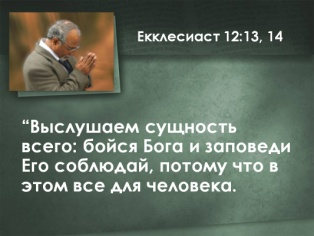 Екклесиаст 12:13, 14
“Выслушаем сущность
всего: бойся Бога и заповеди
Его соблюдай, потому что в
этом все для человека.